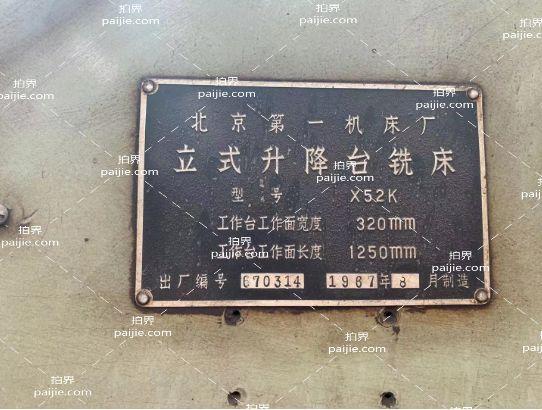 北京第一机床厂
立式升降台铣床
型号 X52K
工作台工作面宽度 320mm
工作台工作面长度 1250mm
出厂编号 670314 1967年8月制造
拍界
paijie.com